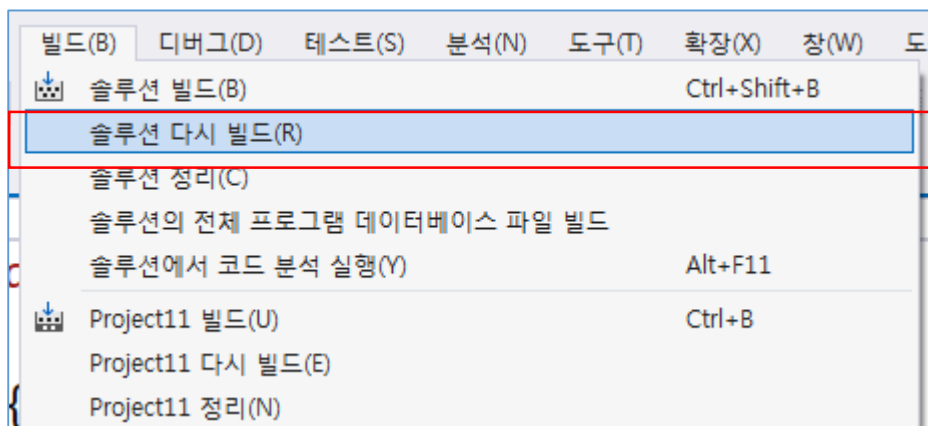 빌드(B) 디버그(D) 테스트(S) 분석(N) 도구(T) 확장(X) 창(W) 도
솔루션 빌드(B) Ctrl+Shift+B
솔루션 다시 빌드(R)
솔루션 정리(C)
솔루션의 전체 프로그램 데이터베이스 파일 빌드
솔루션에서 코드 분석 실행(Y) Alt+F11
Project11 빌드(U) Ctrl+B
Project11 다시 빌드(E)
{ Project11 정리(N)